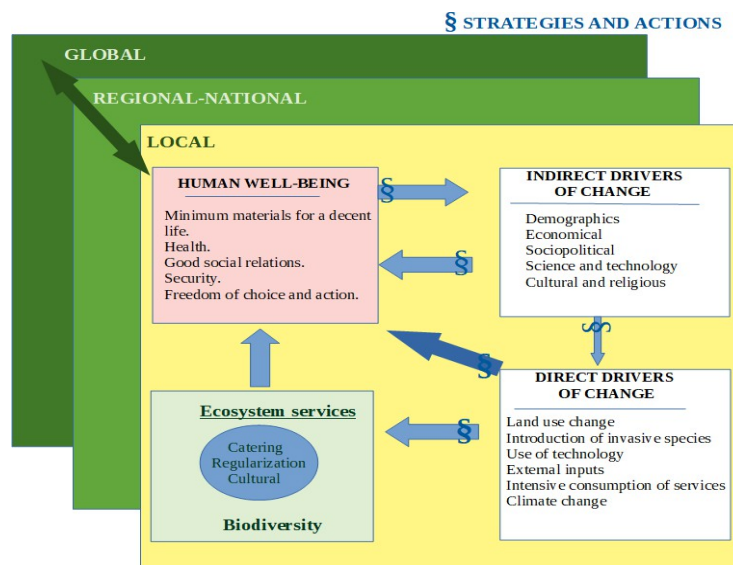 § STRATEGIES AND ACTIONS
GLOBAL
REGIONAL-NATIONAL
LOCAL
HUMAN WELL-BEING
Minimum materials for a decent
life.
Health.
Good social relations.
Security.
Freedom of choice and action.
§
§
INDIRECT DRIVERS
OF CHANGE
Demographics
Economical
Sociopolitical
Science and technology
Cultural and religious
§
§
DIRECT DRIVERS
OF CHANGE
Land use change
Introduction of invasive species
Use of technology
External inputs
Intensive consumption of services
Climate change
§
Ecosystem services
Catering
Regularization
Cultural
Biodiversity